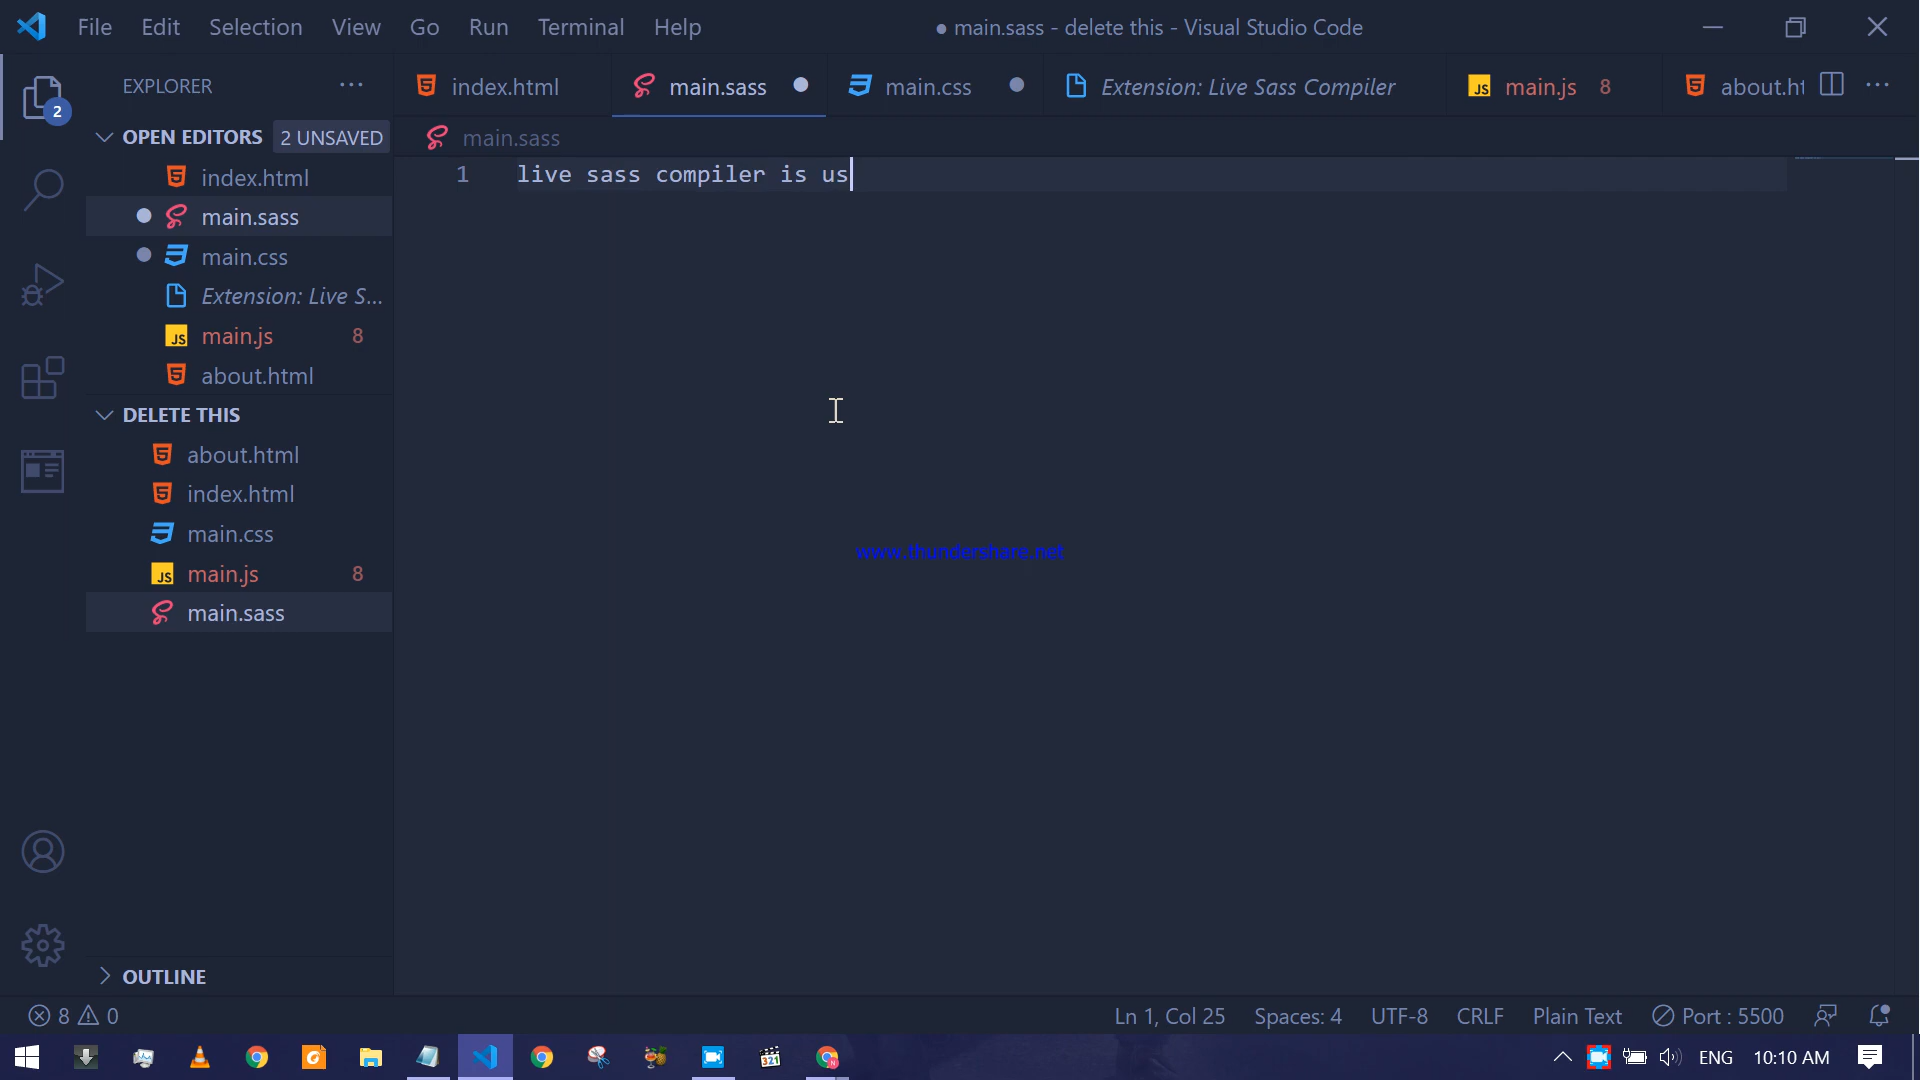 File Edit Selection View Go Run Terminal Help
● main.sass - delete this - Visual Studio Code
EXPLORER
index.html
main.sass
main.css
Extension: Live Sass Compiler
JS main.js 8
about.ht
2
OPEN EDITORS 2 UNSAVED
main.sass
index.html
1 live sass compiler is us
main.sass
main.css
Extension: Live S...
JS main.js 8
about.html
DELETE THIS
about.html
index.html
main.css
www.thundershare.net
JS main.js 8
main.sass
OUTLINE
8 0
Ln 1, Col 25 Spaces: 4 UTF-8 CRLF Plain Text Port : 5500
321
N
ENG 10:10 AM